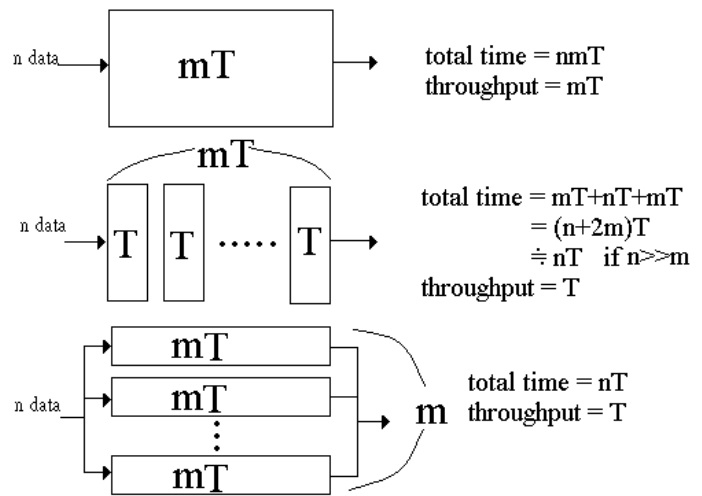 n data
mT
total time = nmT
throughput = mT
mT
n data
T
T
.....
T
total time = mT+nT+mT
= (n+2m)T
≒ nT if n>>m
throughput = T
n data
mT
mT
⋮
mT
m
total time = nT
throughput = T